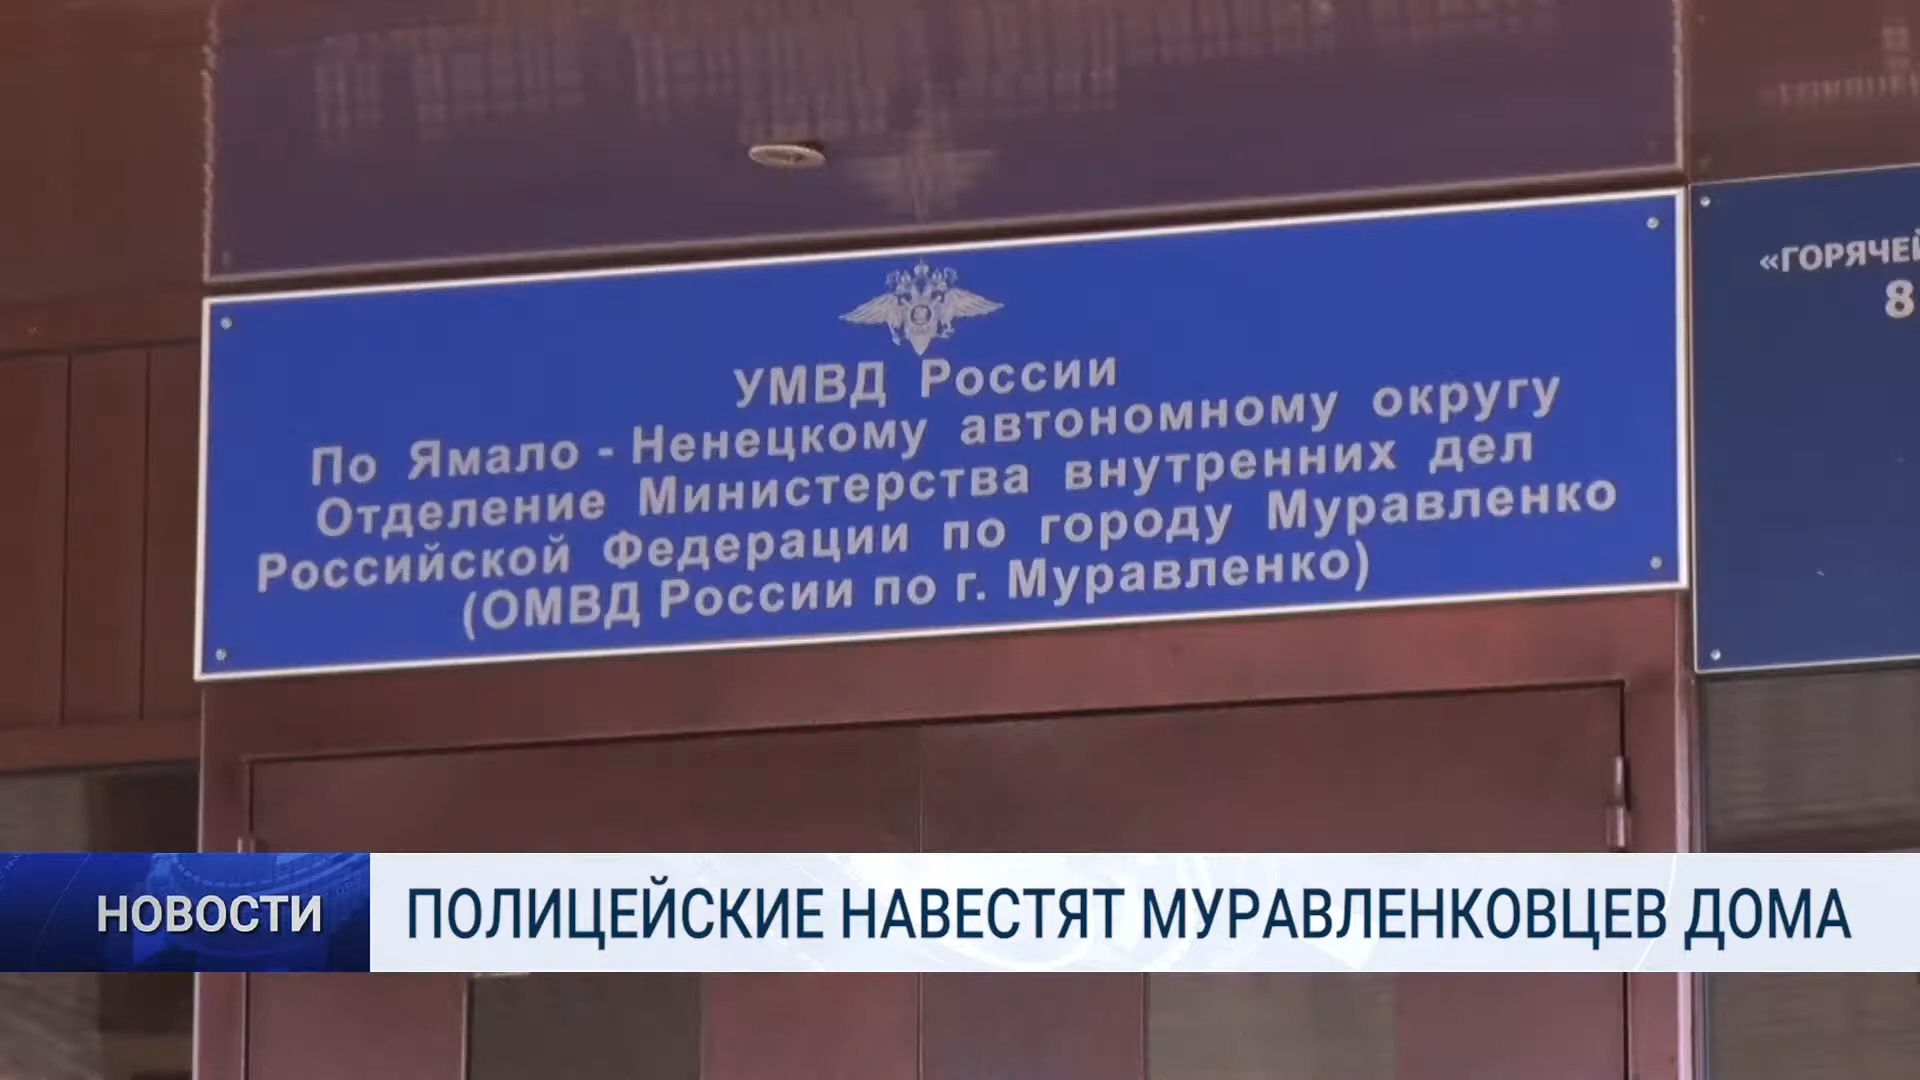 УМВД России
По Ямало - Ненецкому автономному округу
Отделение Министерства внутренних дел
Российской Федерации по городу Муравленко
(ОМВД России по г. Муравленко)
8
НОВОСТИ
ПОЛИЦЕЙСКИЕ НАВЕСТЯТ МУРАВЛЕНКОВЦЕВ ДОМА